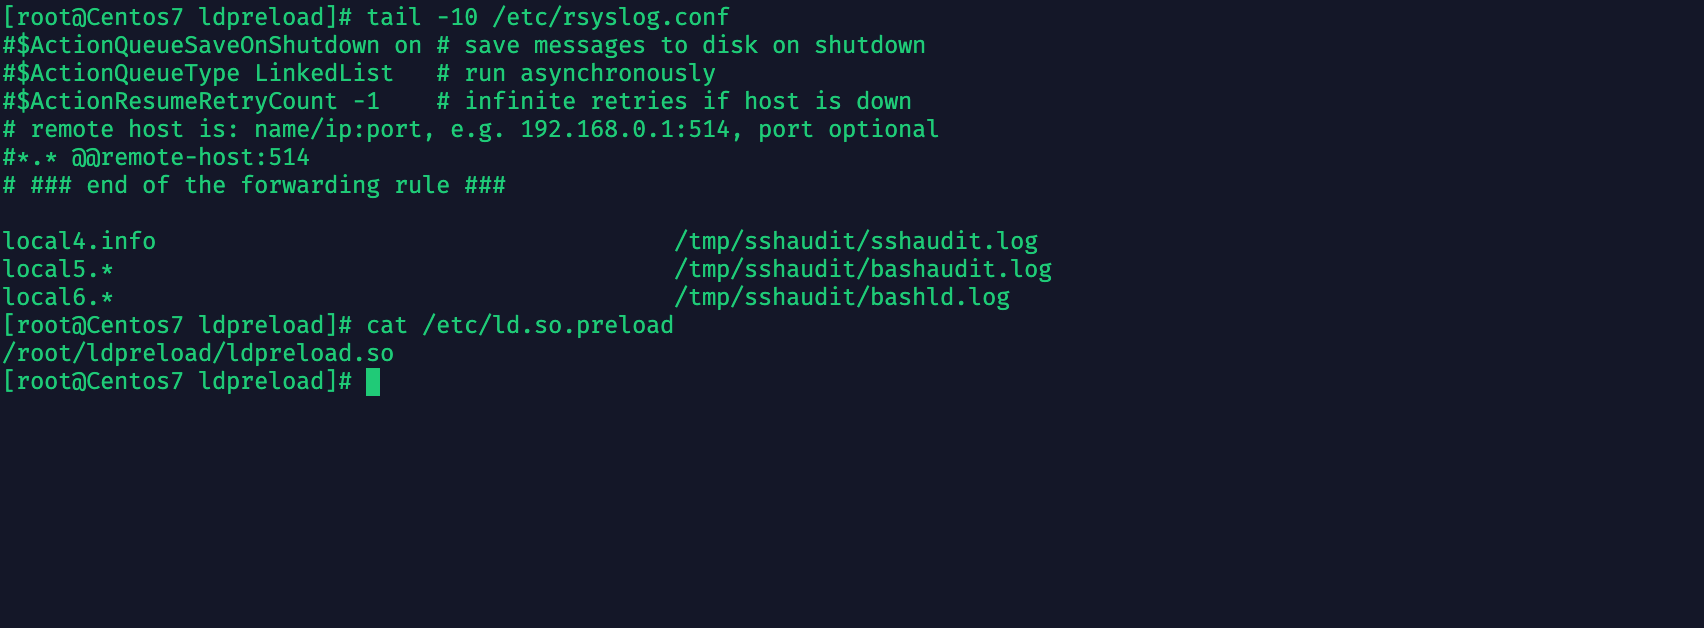 [root@Centos7 ldpreload]# tail -10 /etc/rsyslog.conf
#$ActionQueueSaveOnShutdown on # save messages to disk on shutdown
#$ActionQueueType LinkedList   # run asynchronously
#$ActionResumeRetryCount -1    # infinite retries if host is down
# remote host is: name/ip:port, e.g. 192.168.0.1:514, port optional
#*.* @@remote-host:514
# ### end of the forwarding rule ###

local4.info                                     /tmp/sshaudit/sshaudit.log
local5.*                                        /tmp/sshaudit/bashaudit.log
local6.*                                        /tmp/sshaudit/bashld.log
[root@Centos7 ldpreload]# cat /etc/ld.so.preload
/root/ldpreload/ldpreload.so
[root@Centos7 ldpreload]#